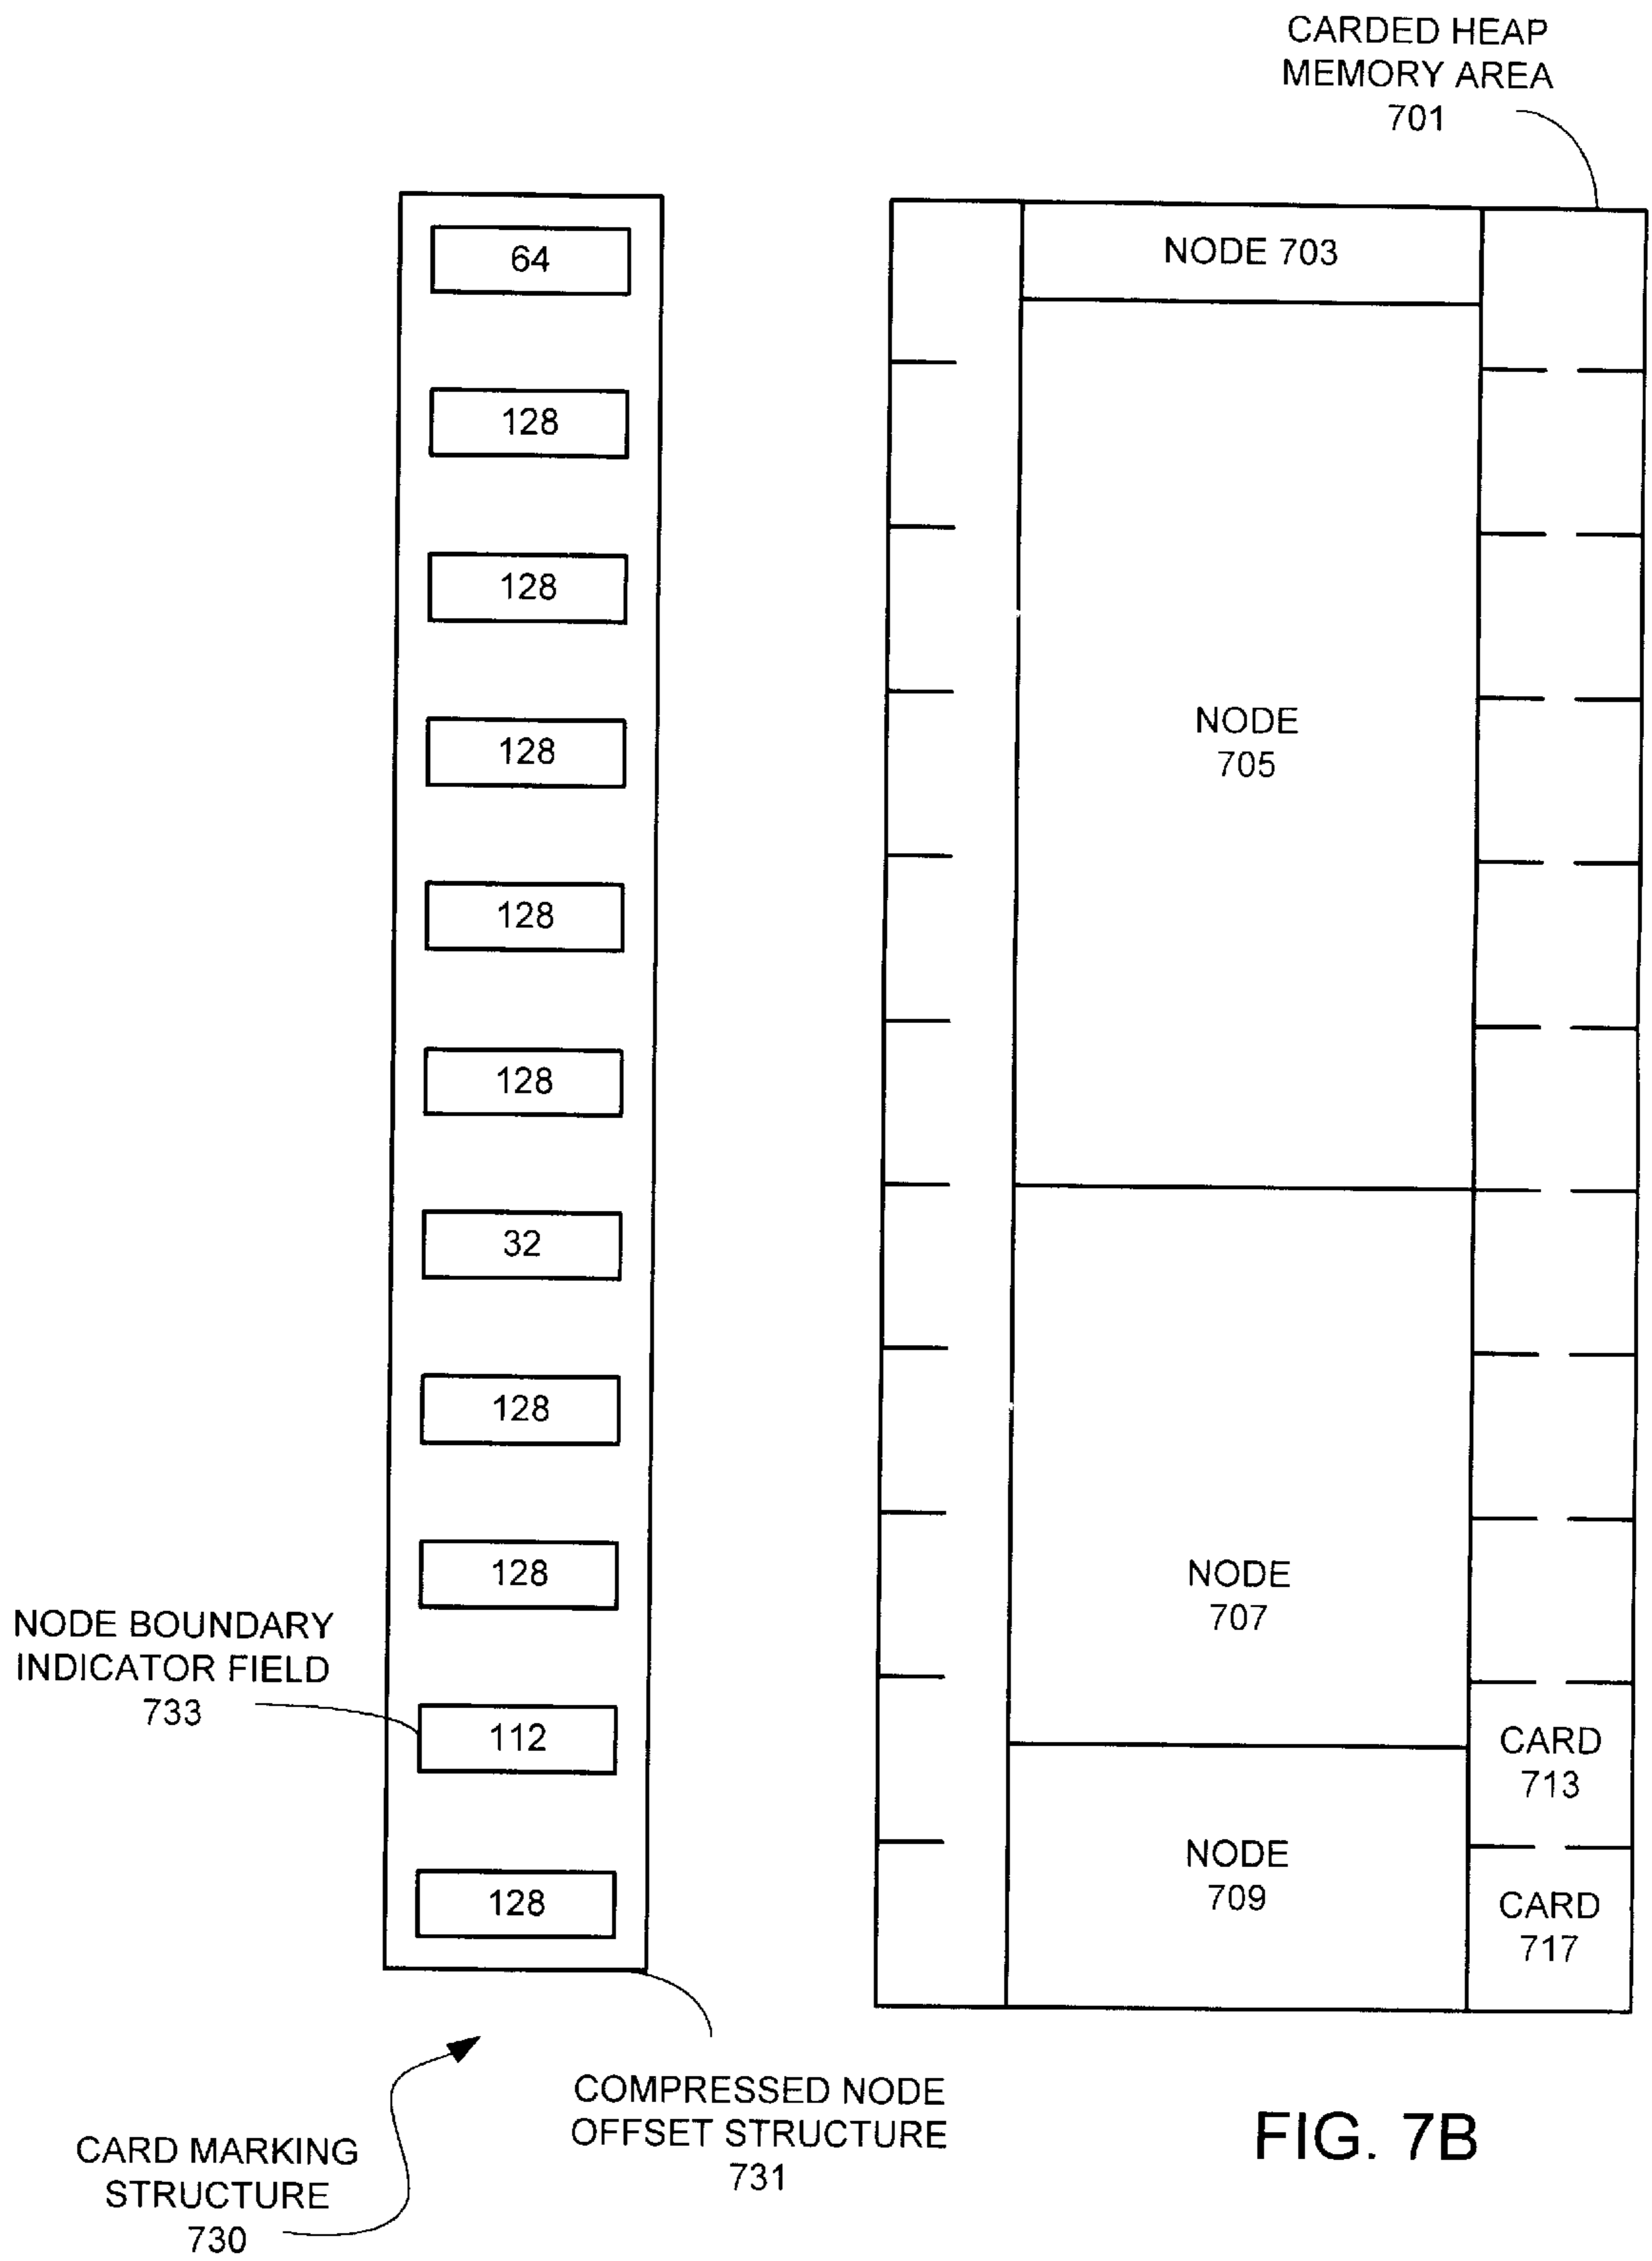 CARDED HEAP
MEMORY AREA
701
64
128
128
128
128
128
32
128
128
112
128
NODE 703
NODE
705
NODE
707
NODE
709
CARD
713
CARD
717
NODE BOUNDARY
INDICATOR FIELD
733
COMPRESSED NODE
OFFSET STRUCTURE
731
CARD MARKING
STRUCTURE
730
FIG. 7B